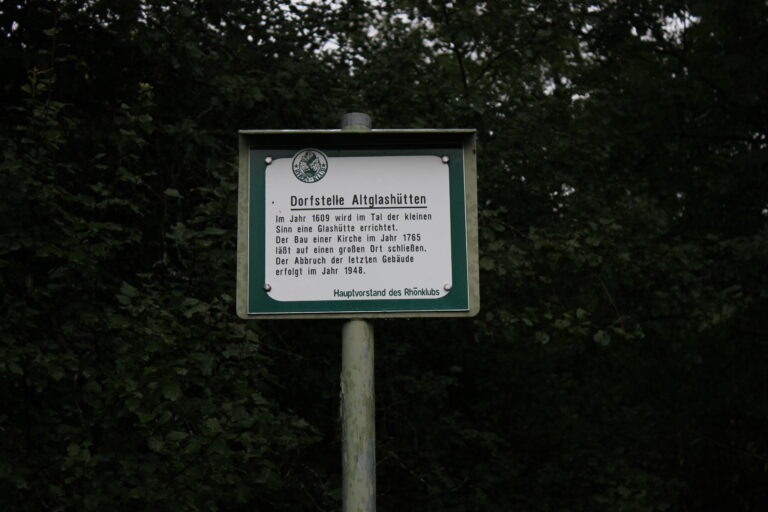 Dorfstelle Altglashütten
Im Jahr 1609 wird im Tal der kleinen
Sinn eine Glashütte errichtet.
Der Bau einer Kirche im Jahr 1765
läßt auf einen großen Ort schließen.
Der Abbruch der letzten Gebäude
erfolgt im Jahr 1948.
Hauptvorstand des Rhönklubs